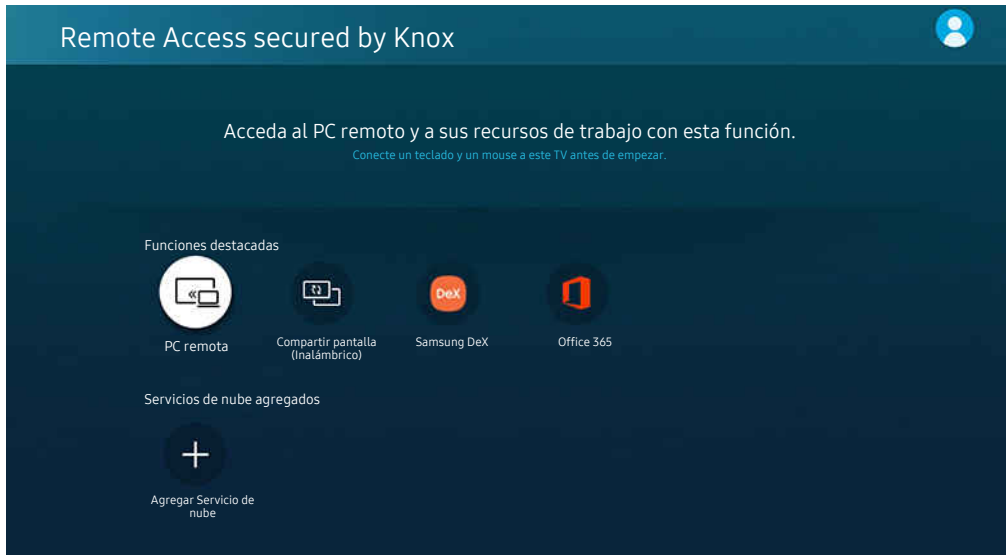 Remote Access secured by Knox
Acceda al PC remoto y a sus recursos de trabajo con esta función.
Conecte un teclado y un mouse a este TV antes de empezar.
Funciones destacadas
DeX
PC remota
Compartir pantalla
(Inalámbrico)
Samsung DeX
Office 365
Servicios de nube agregados
Agregar Servicio de
nube